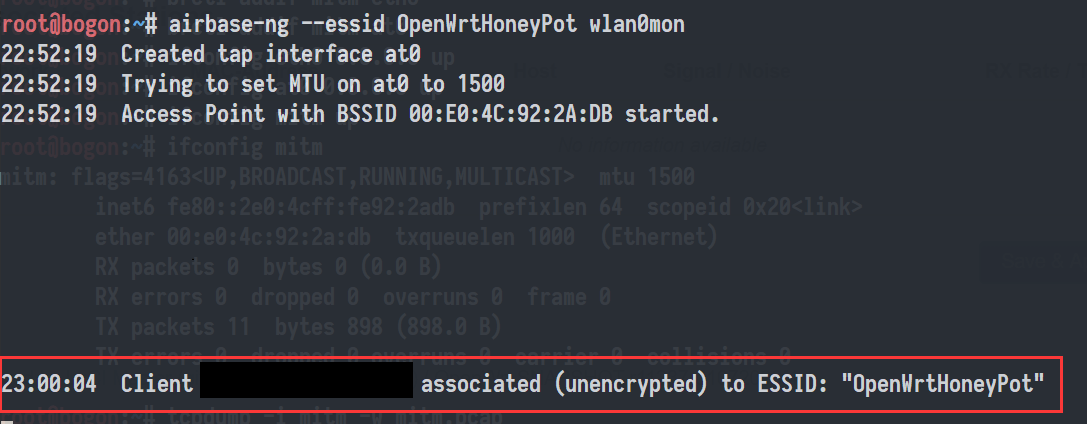 root@bogon:~# airbase-ng --essid OpenWrtHoneyPot wlan0mon
22:52:19  Created tap interface at0
22:52:19  Trying to set MTU on at0 to 1500
22:52:19  Access Point with BSSID 00:E0:4C:92:2A:DB started.
root@bogon:~# ifconfig mitm
mitm: flags=4163<UP,BROADCAST,RUNNING,MULTICAST>  mtu 1500
inet6 fe80::2e0:4cff:fe92:2adb  prefixlen 64  scopeid 0x20<link>
ether 00:e0:4c:92:2a:db  txqueuelen 1000  (Ethernet)
RX packets 0  bytes 0 (0.0 B)
RX errors 0  dropped 0  overruns 0  frame 0
TX packets 11  bytes 898 (898.0 B)
TX errors 0  dropped 0 overruns 0  carrier 0  collisions 0
23:00:04  Client associated (unencrypted) to ESSID: "OpenWrtHoneyPot"
root@bogon:~# tcpdump -i mitm -w mitm.pcap